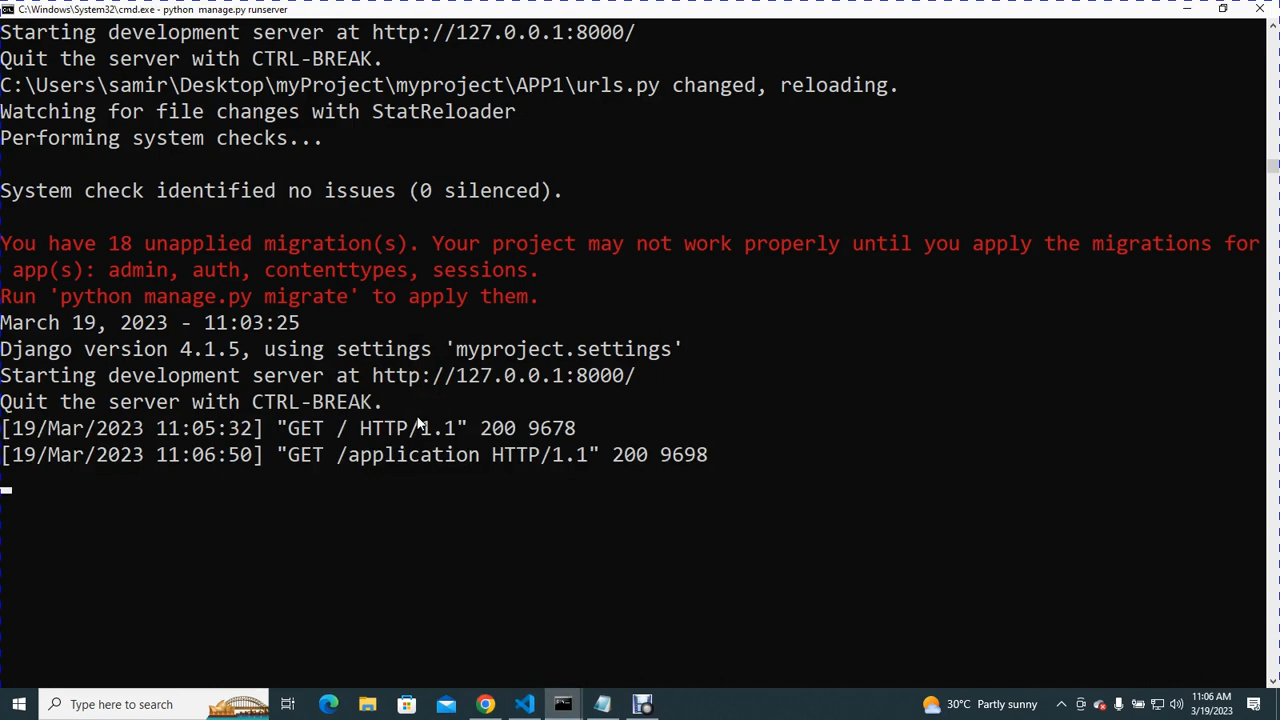 C:\Windows\System32\cmd.exe - python manage.py runserver
Starting development server at http://127.0.0.1:8000/
Quit the server with CTRL-BREAK.
C:\Users\samir\Desktop\myProject\myproject\APP1\urls.py changed, reloading.
Watching for file changes with StatReloader
Performing system checks...
System check identified no issues (0 silenced).
You have 18 unapplied migration(s). Your project may not work properly until you apply the migrations for
app(s): admin, auth, contenttypes, sessions.
Run 'python manage.py migrate' to apply them.
March 19, 2023 - 11:03:25
Django version 4.1.5, using settings 'myproject.settings'
Starting development server at http://127.0.0.1:8000/
Quit the server with CTRL-BREAK.
[19/Mar/2023 11:05:32] "GET / HTTP/1.1" 200 9678
[19/Mar/2023 11:06:50] "GET /application HTTP/1.1" 200 9698
Type here to search
30°C Partly sunny
11:06 AM
3/19/2023